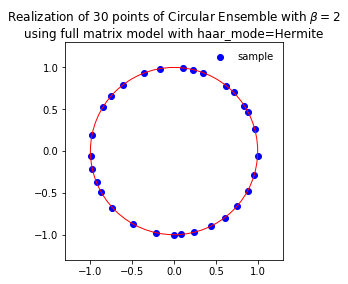 Realization of 30 points of Circular Ensemble with β = 2
using full matrix model with haar_mode=Hermite
sample
1.0
0.5
0.0
−0.5
−1.0
−1.0 −0.5 0.0 0.5 1.0